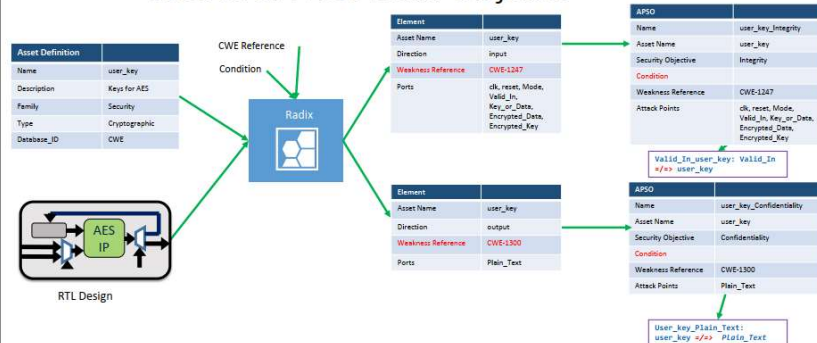 Asset Definition
Name user_key
Description Keys for AES
Family Security
Type Cryptographic
Database_ID CWE
CWE Reference
Condition
Radix
AES
IP
RTL Design
Element
Asset Name user_key
Direction input
Weakness Reference CWE-1247
Ports clk, reset, Mode,
Valid_In,
Key_or_Data,
Encrypted_Data,
Encrypted_Key
Element
Asset Name user_key
Direction output
Weakness Reference CWE-1300
Ports Plain_Text
APSO
Name user_key_Integrity
Asset Name user_key
Security Objective Integrity
Condition
Weakness Reference CWE-1247
Attack Points clk, reset, Mode,
Valid_In, Key_or_Data,
Encrypted_Data,
Encrypted_Key
Valid_In_user_key: Valid_In
=/=> user_key
APSO
Name user_key_Confidentiality
Asset Name user_key
Security Objective Confidentiality
Condition
Weakness Reference CWE-1300
Attack Points Plain_Text
User_key_Plain_Text:
user_key =/=> Plain_Text